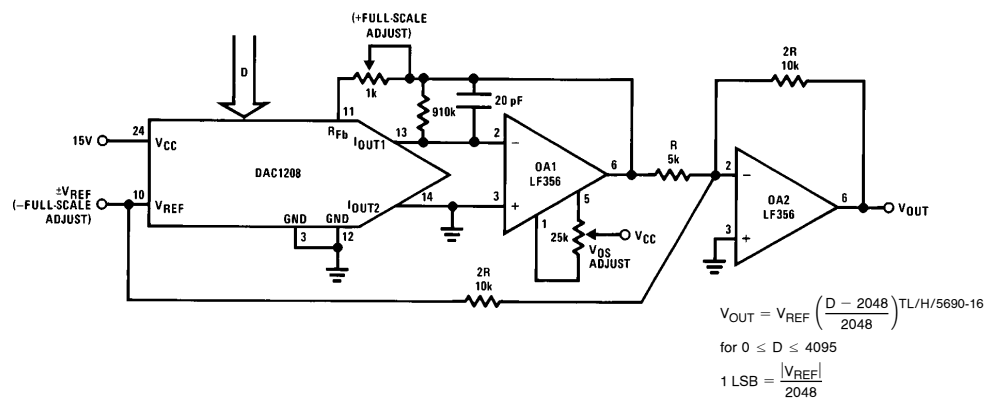 (+FULL-SCALE
ADJUST)
D
1k
11
910k
20 pF
2R
10k
15V
24
VCC
RFb
IOUT1
13
2
−
OA1
LF356
6
R
5k
2
−
DAC1208
±VREF
(−FULL-SCALE
ADJUST)
10
VREF
IOUT2
14
3
+
5
1
25k
VCC
VOS
ADJUST
OA2
LF356
6
VOUT
3
+
GND
3
GND
12
2R
10k
VOUT = VREF (D − 2048 / 2048) TL/H/5690-16
for 0 ≤ D ≤ 4095
1 LSB = |VREF| / 2048